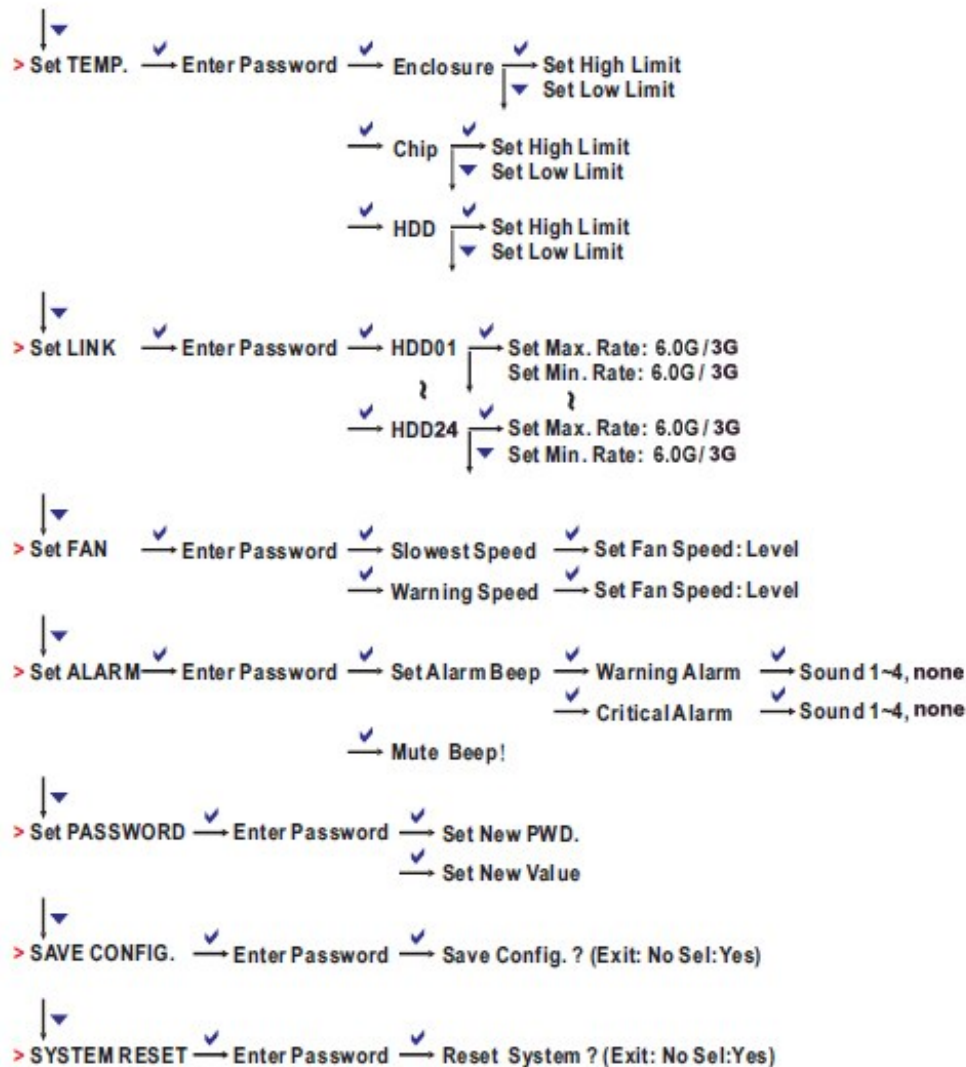 > Set TEMP. Enter Password Enclosure Set High Limit
Set Low Limit
Chip Set High Limit
Set Low Limit
HDD Set High Limit
Set Low Limit
> Set LINK Enter Password HDD01 Set Max. Rate: 6.0G/3G
Set Min. Rate: 6.0G/3G
~ ~
HDD24 Set Max. Rate: 6.0G/3G
Set Min. Rate: 6.0G/3G
> Set FAN Enter Password Slowest Speed Set Fan Speed: Level
Warning Speed Set Fan Speed: Level
> Set ALARM Enter Password Set Alarm Beep Warning Alarm Sound 1~4, none
Critical Alarm Sound 1~4, none
Mute Beep!
> Set PASSWORD Enter Password Set New PWD.
Set New Value
> SAVE CONFIG. Enter Password Save Config. ? (Exit: No Sel:Yes)
> SYSTEM RESET Enter Password Reset System ? (Exit: No Sel:Yes)